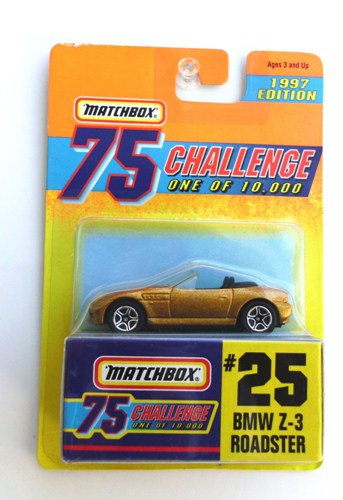 Ages 3 and Up
1997
EDITION
MATCHBOX
75 CHALLENGE
ONE OF 10,000
MATCHBOX
75 CHALLENGE
ONE OF 10,000
#25
BMW Z-3
ROADSTER